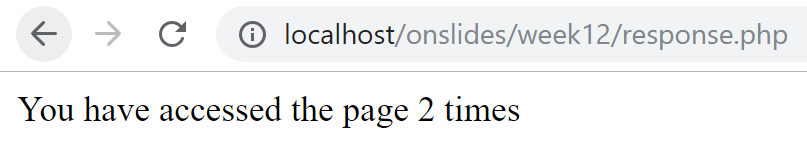 localhost/onslides/week12/response.php
You have accessed the page 2 times